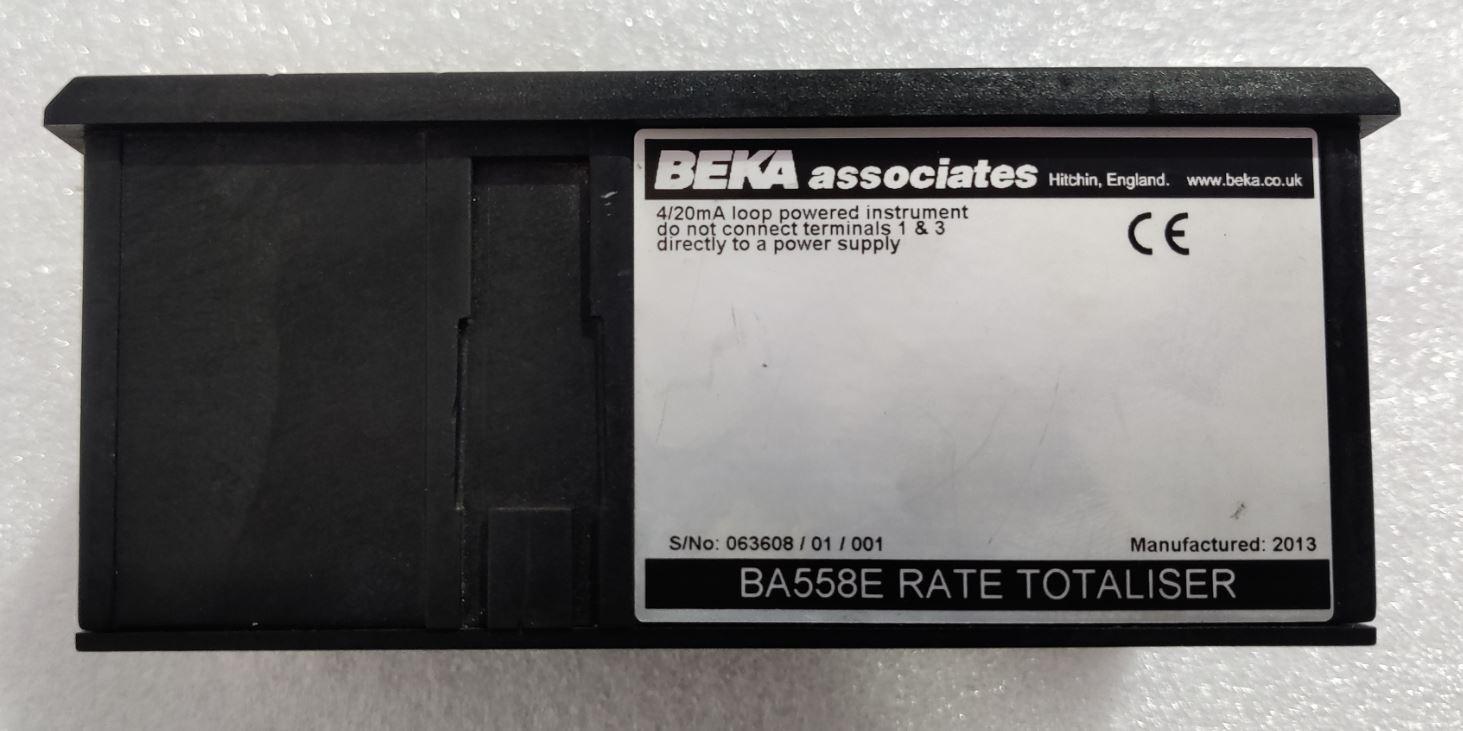 BEKA associates Hitchin, England. www.beka.co.uk
4/20mA loop powered instrument
do not connect terminals 1 & 3
directly to a power supply
CE
S/No: 063608 / 01 / 001 Manufactured: 2013
BA558E RATE TOTALISER